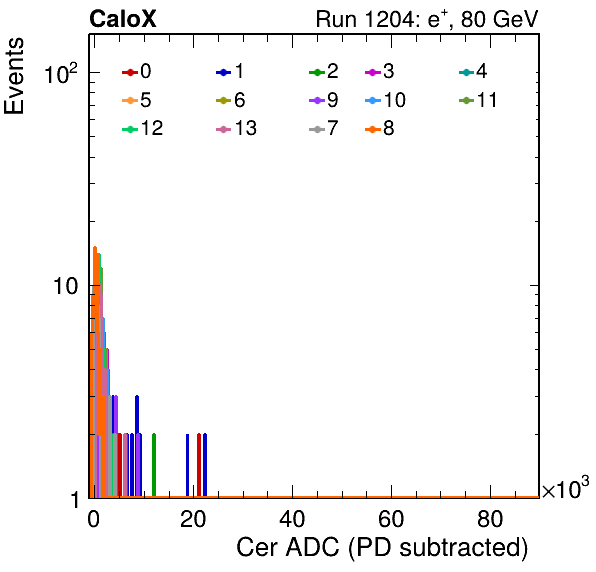 CaloX Run 1204: e⁺, 80 GeV
Events
10²
10
1
0 1 2 3 4
5 6 9 10 11
12 13 7 8
0 20 40 60 80 ×10³
Cer ADC (PD subtracted)